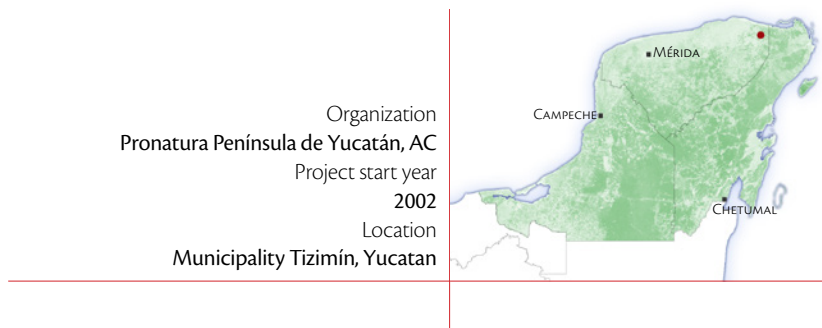 Organization
Pronatura Península de Yucatán, AC
Project start year
2002
Location
Municipality Tizimín, Yucatan
MÉRIDA
CAMPECHE
CHETUMAL